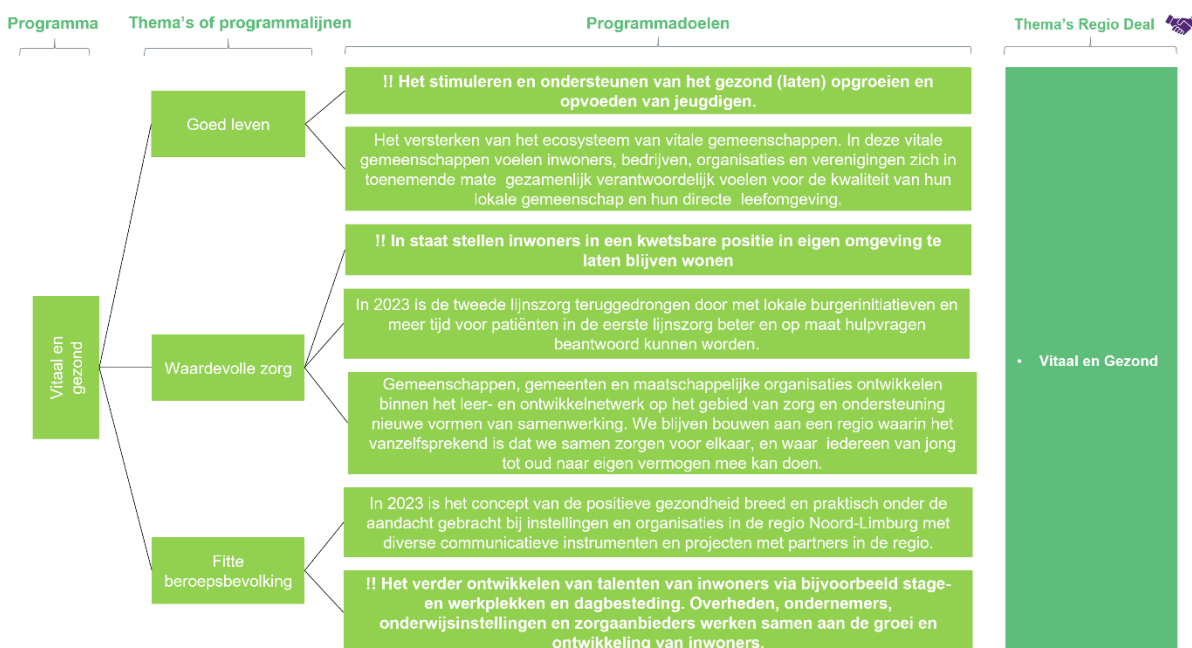 Programma
Thema's of programmalijnen
Programmadoelen
Thema's Regio Deal
Vitaal en
gezond
Goed leven
!! Het stimuleren en ondersteunen van het gezond (laten) opgroeien en
opvoeden van jeugdigen.
Het versterken van het ecosysteem van vitale gemeenschappen. In deze vitale
gemeenschappen voelen inwoners, bedrijven, organisaties en verenigingen zich in
toenemende mate gezamenlijk verantwoordelijk voelen voor de kwaliteit van hun
lokale gemeenschap en hun directe leefomgeving.
Waardevolle zorg
!! In staat stellen inwoners in een kwetsbare positie in eigen omgeving te
laten blijven wonen
In 2023 is de tweede lijnszorg teruggedrongen door met lokale burgerinitiatieven en
meer tijd voor patiënten in de eerste lijnszorg beter en op maat hulpvragen
beantwoord kunnen worden.
Gemeenschappen, gemeenten en maatschappelijke organisaties ontwikkelen
binnen het leer- en ontwikkelnetwerk op het gebied van zorg en ondersteuning
nieuwe vormen van samenwerking. We blijven bouwen aan een regio waarin het
vanzelfsprekend is dat we samen zorgen voor elkaar, en waar iedereen van jong
tot oud naar eigen vermogen mee kan doen.
Fitte
beroepsbevolking
In 2023 is het concept van de positieve gezondheid breed en praktisch onder de
aandacht gebracht bij instellingen en organisaties in de regio Noord-Limburg met
diverse communicatieve instrumenten en projecten met partners in de regio.
!! Het verder ontwikkelen van talenten van inwoners via bijvoorbeeld stage-
en werkplekken en dagbesteding. Overheden, ondernemers,
onderwijsinstellingen en zorgaanbieders werken samen aan de groei en
ontwikkeling van inwoners.
• Vitaal en Gezond